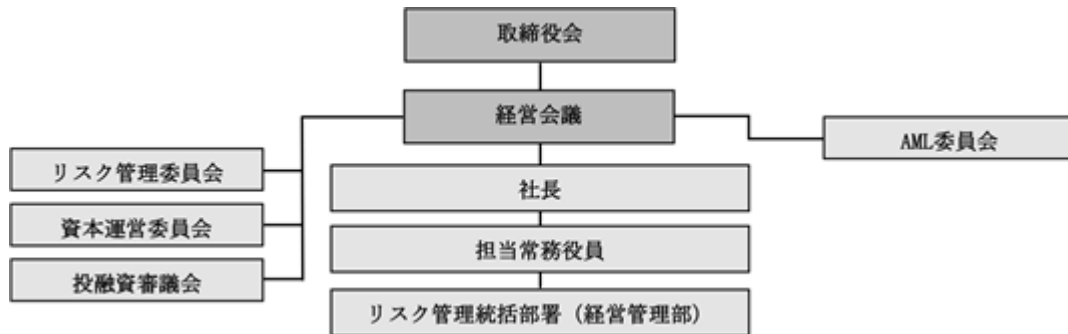 取締役会
経営会議
AML委員会
リスク管理委員会
資本運営委員会
投融資審議会
社長
担当常務役員
リスク管理統括部署（経営管理部）